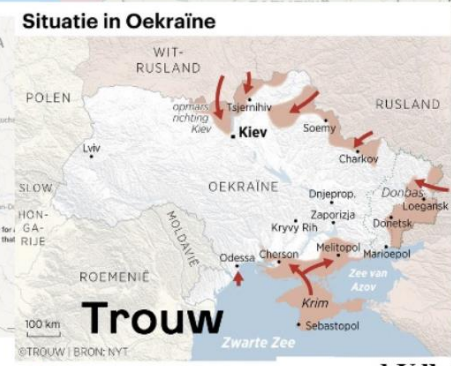 Situatie in Oekraïne
WIT-
RUSLAND
POLEN
RUSLAND
opmars
richting
Kiev
Tsjernihiv
Kiev
Soemy
Lviv
Charkov
SLOW
OEKRAÏNE
Donbas
Loegansk
Dnjeprop.
HON-
GA-
RIJE
MOLDAVIË
Zaporizja
Donetsk
Kryvy Rih
Odessa
Cherson
Melitopol
Marioepol
ROEMENIË
Zee van
Azov
Krim
Trouw
100 km
Sebastopol
©TROUW | BRON: NYT
Zwarte Zee